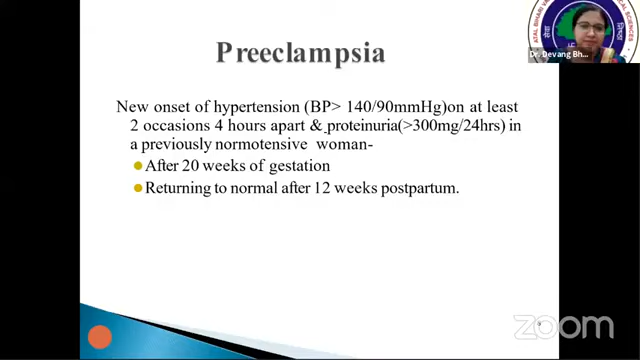 Preeclampsia
New onset of hypertension (BP> 140/90mmHg)on at least
2 occasions 4 hours apart & proteinuria(>300mg/24hrs) in
a previously normotensive woman-
After 20 weeks of gestation
Returning to normal after 12 weeks postpartum.
Dr. Devang Bh...
zoom